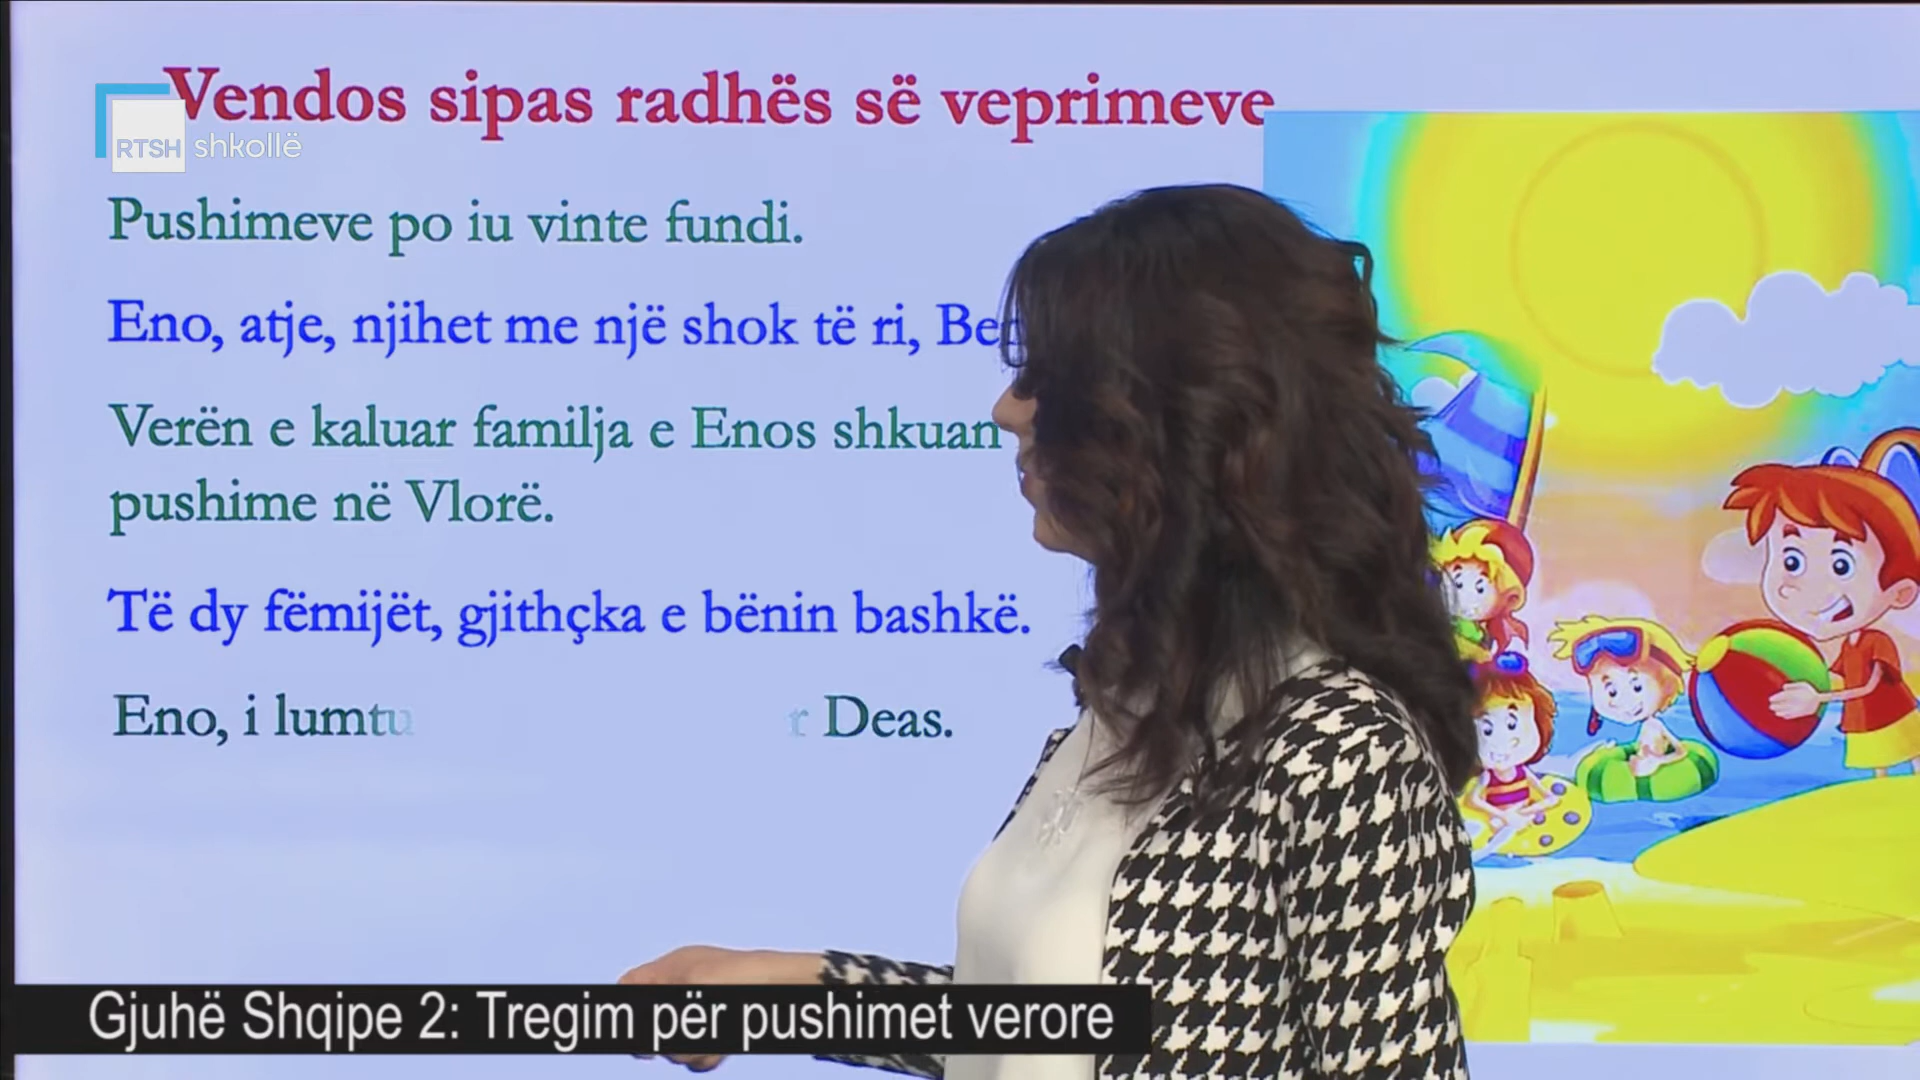 Vendos sipas radhës së veprimeve
RTSH shkollë
Pushimeve po iu vinte fundi.
Eno, atje, njihet me një shok të ri,
Verën e kaluar familja e Enos shkuan
pushime në Vlorë.
Të dy fëmijët, gjithçka e bënin bashkë.
Eno, i Deas.
Gjuhë Shqipe 2: Tregim për pushimet verore